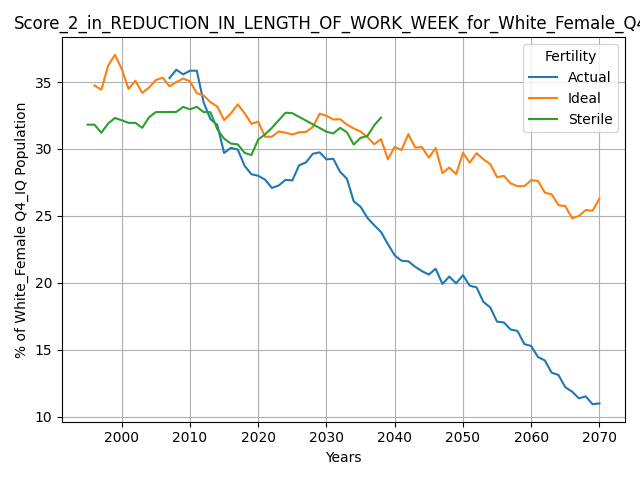 Score_2_in_REDUCTION_IN_LENGTH_OF_WORK_WEEK_for_White_Female_Q4
% of White_Female Q4_IQ Population
35
30
25
20
15
10
Fertility
Actual
Ideal
Sterile
2000 2010 2020 2030 2040 2050 2060 2070
Years